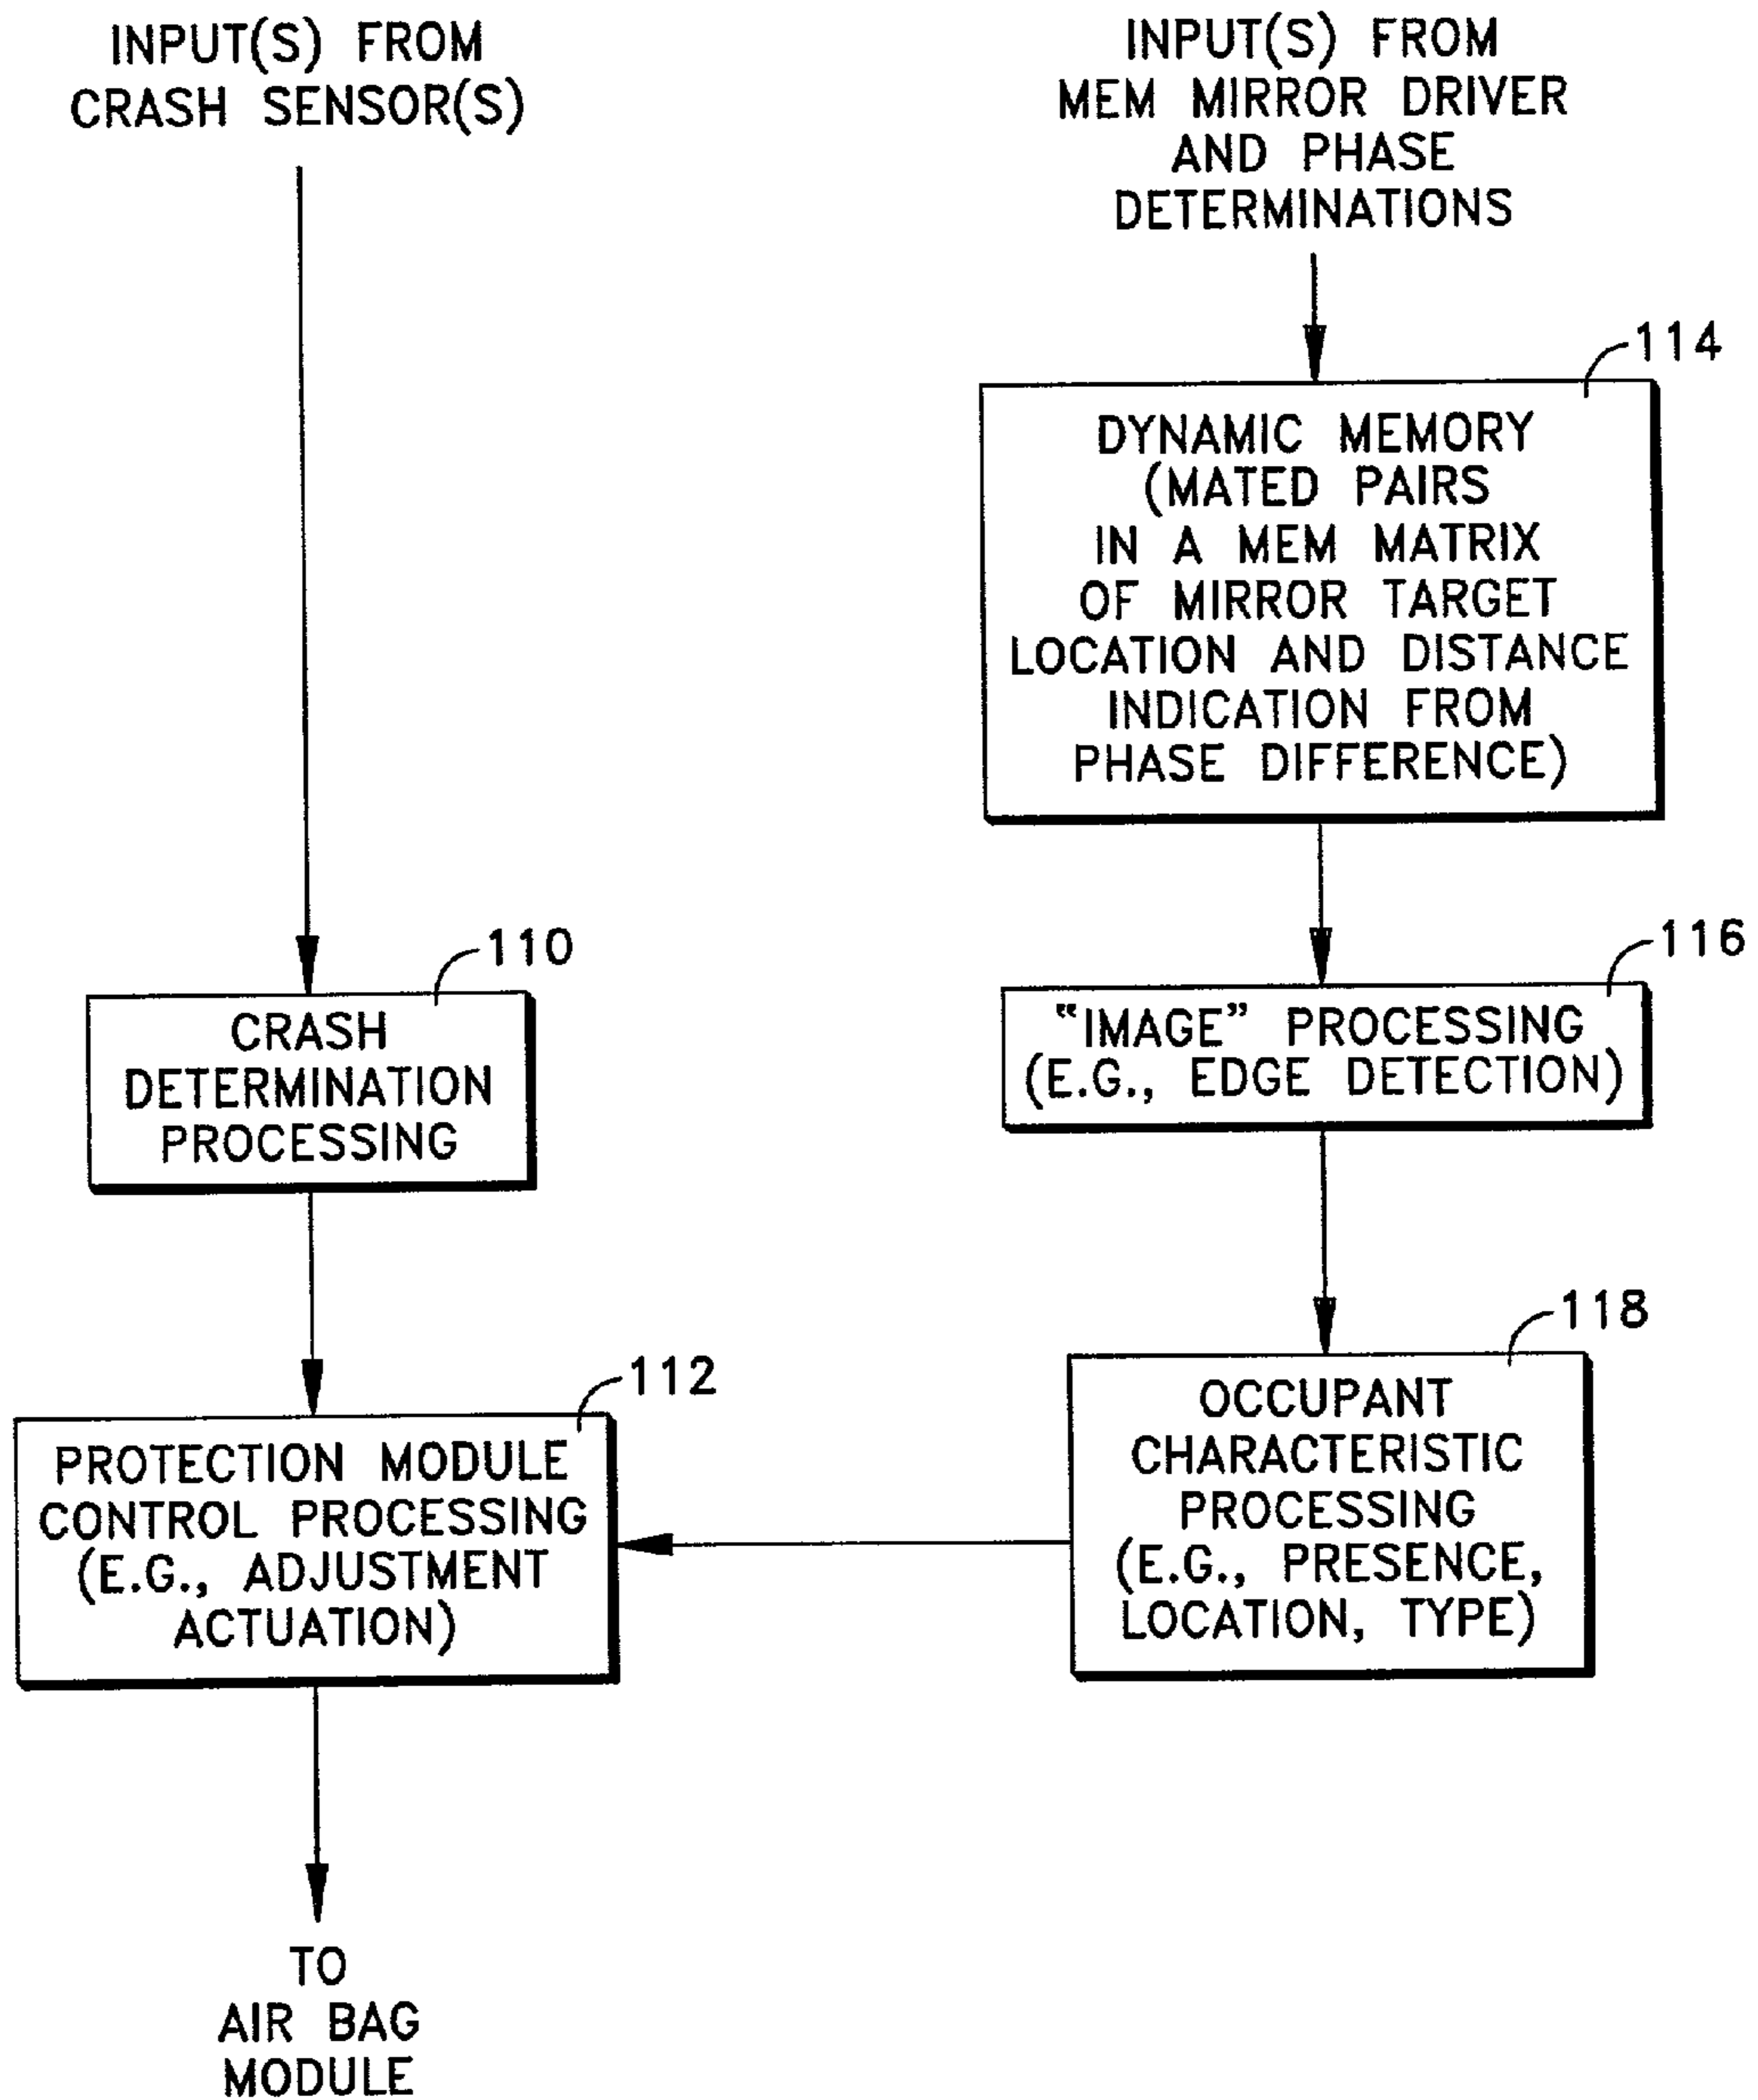 INPUT(S) FROM
CRASH SENSOR(S)
INPUT(S) FROM
MEM MIRROR DRIVER
AND PHASE
DETERMINATIONS
114
DYNAMIC MEMORY
(MATED PAIRS
IN A MEM MATRIX
OF MIRROR TARGET
LOCATION AND DISTANCE
INDICATION FROM
PHASE DIFFERENCE)
110
CRASH
DETERMINATION
PROCESSING
116
“IMAGE” PROCESSING
(E.G., EDGE DETECTION)
112
PROTECTION MODULE
CONTROL PROCESSING
(E.G., ADJUSTMENT
ACTUATION)
118
OCCUPANT
CHARACTERISTIC
PROCESSING
(E.G., PRESENCE,
LOCATION, TYPE)
TO
AIR BAG
MODULE